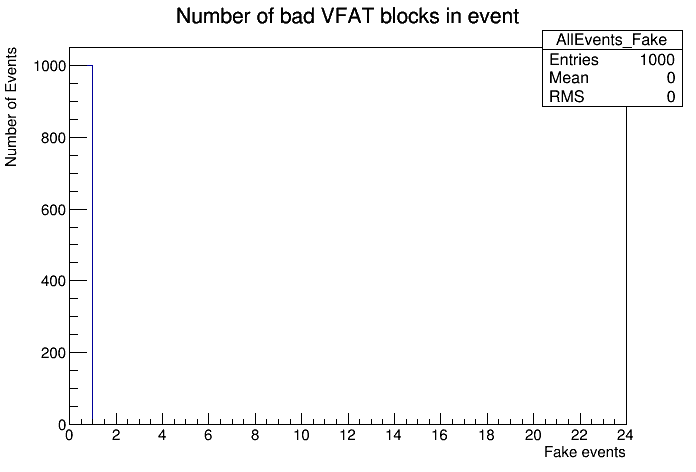 Number of bad VFAT blocks in event
AllEvents_Fake
Entries 1000
Mean 0
RMS 0
Number of Events
1000
800
600
400
200
0
0 2 4 6 8 10 12 14 16 18 20 22 24
Fake events